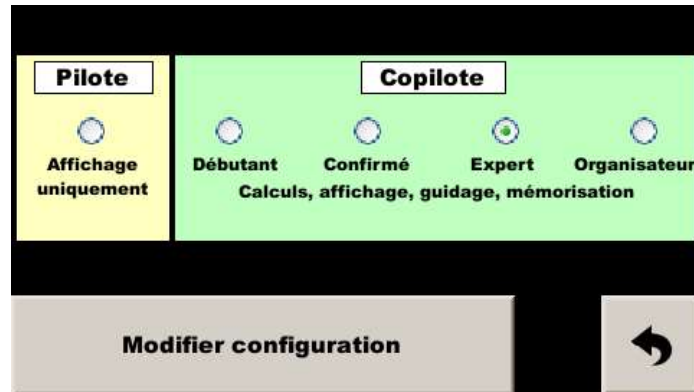 Pilote
Copilote
Affichage
uniquement
Débutant
Confirmé
Expert
Organisateur
Calculs, affichage, guidage, mémorisation
Modifier configuration